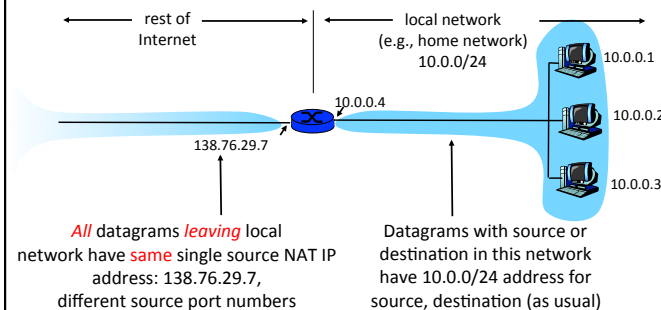 rest of
Internet
local network
(e.g., home network)
10.0.0/24
10.0.0.1
10.0.0.4
10.0.0.2
138.76.29.7
10.0.0.3
All datagrams leaving local
network have same single source NAT IP
address: 138.76.29.7,
different source port numbers
Datagrams with source or
destination in this network
have 10.0.0/24 address for
source, destination (as usual)